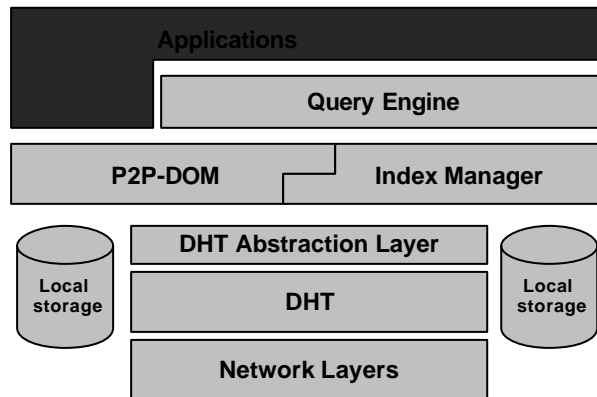 Applications
Query Engine
P2P-DOM
Index Manager
DHT Abstraction Layer
Local
storage
DHT
Local
storage
Network Layers